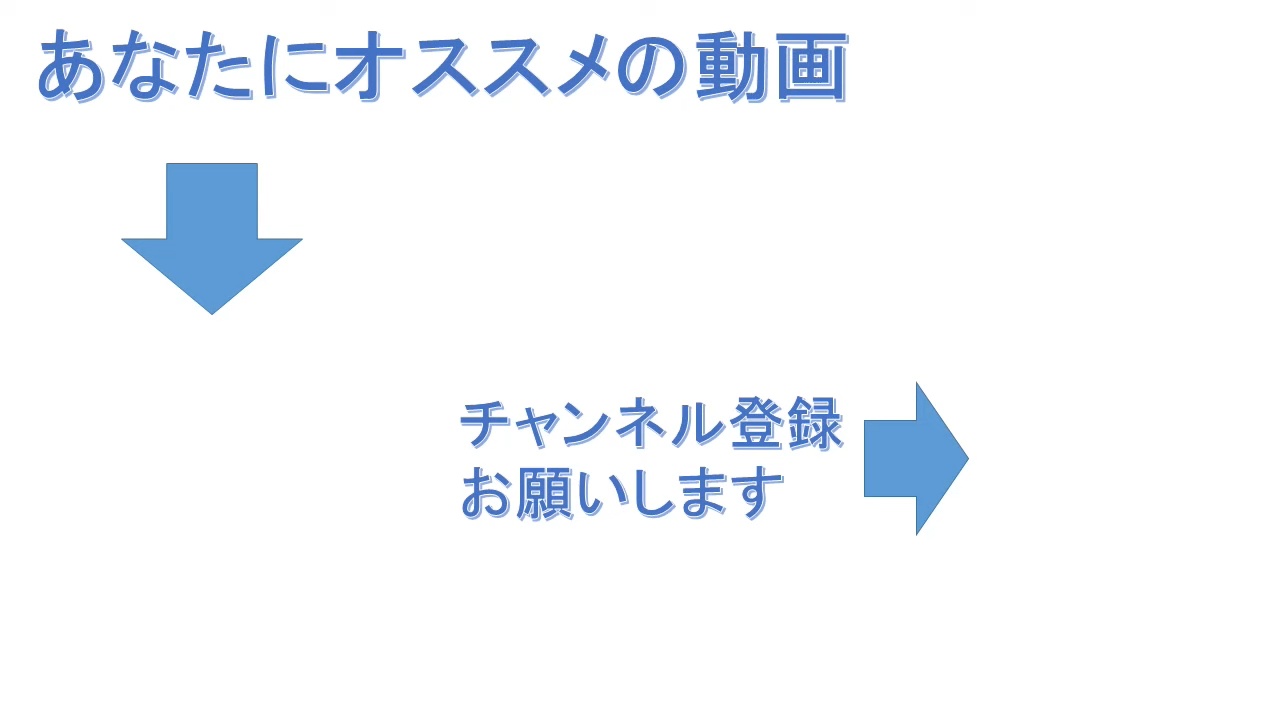 あなたにオススメの動画
チャンネル登録
お願いします